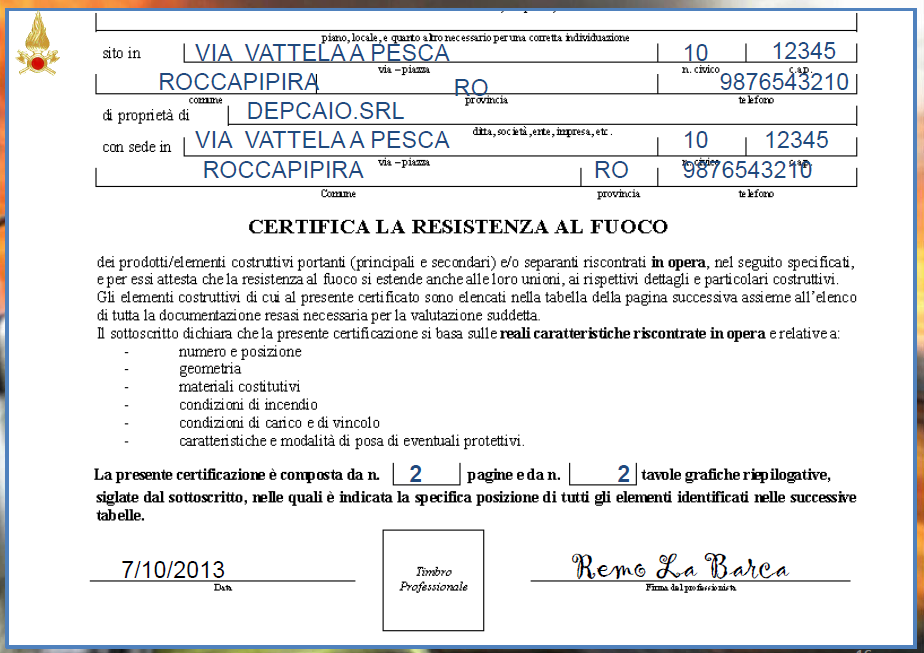 piano, locale, e quanto altro necessario per una corretta individuazione
sito in VIA VATTELA A PESCA 10 12345
via – piazza n. civico c.a.p.
ROCCAPIPIRA RO 9876543210
comune provincia telefono
di proprietà di DEPCAIO.SRL
ditta, società, ente, impresa, etc.
con sede in VIA VATTELA A PESCA 10 12345
via – piazza n. civico c.a.p.
ROCCAPIPIRA RO 9876543210
Comune provincia telefono
CERTIFICA LA RESISTENZA AL FUOCO
dei prodotti/elementi costruttivi portanti (principali e secondari) e/o separanti riscontrati in opera, nel seguito specificati,
e per essi attesta che la resistenza al fuoco si estende anche alle loro unioni, ai rispettivi dettagli e particolari costruttivi.
Gli elementi costruttivi di cui al presente certificato sono elencati nella tabella della pagina successiva assieme all'elenco
di tutta la documentazione resasi necessaria per la valutazione suddetta.
Il sottoscritto dichiara che la presente certificazione si basa sulle reali caratteristiche riscontrate in opera e relative a:
- numero e posizione
- geometria
- materiali costitutivi
- condizioni di incendio
- condizioni di carico e di vincolo
- caratteristiche e modalità di posa di eventuali protettivi.
La presente certificazione è composta da n. 2 pagine e da n. 2 tavole grafiche riepilogative,
siglate dal sottoscritto, nelle quali è indicata la specifica posizione di tutti gli elementi identificati nelle successive
tabelle.
7/10/2013
Data
Timbro
Professionale
Remo La Barca
Firma del professionista